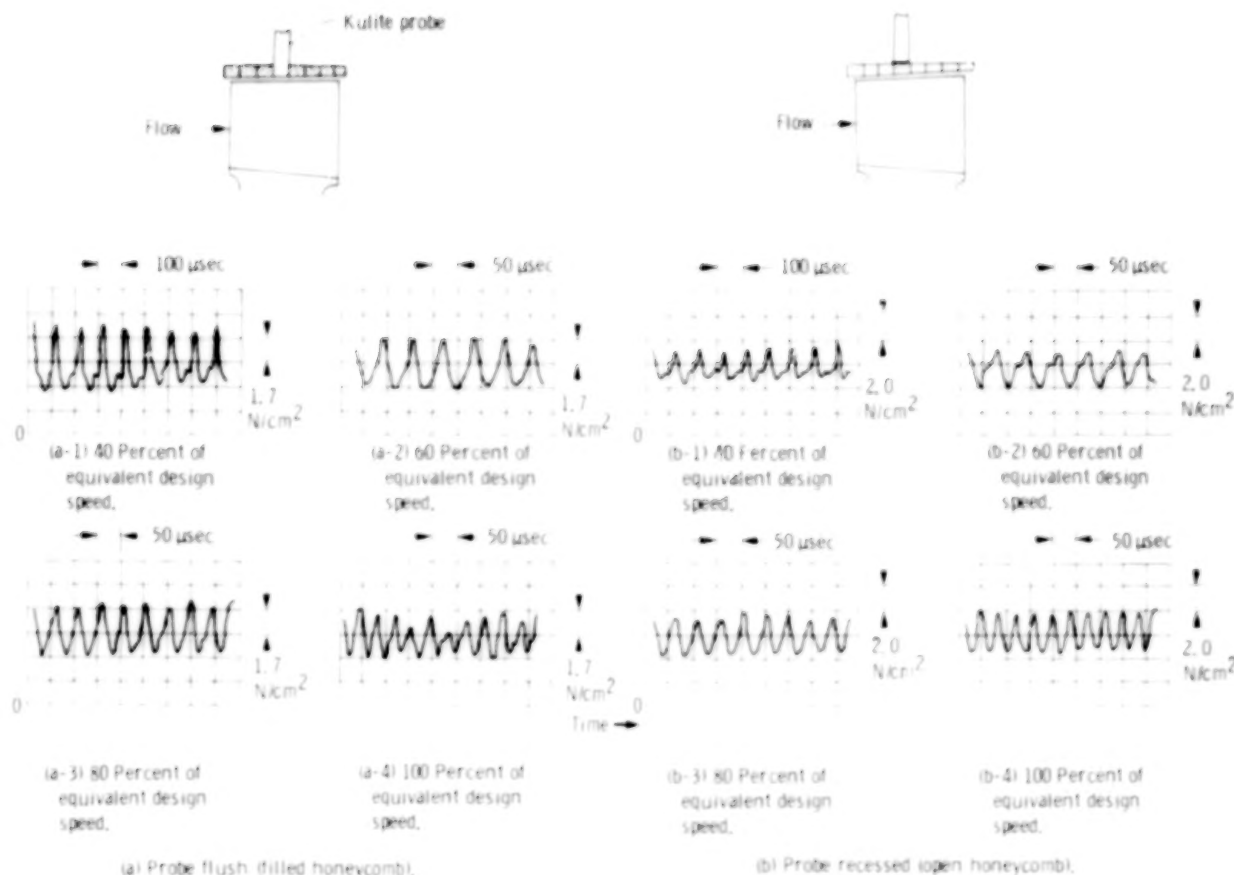 Kulite probe
Flow
Flow
100 µsec
50 µsec
100 µsec
50 µsec
1.7
N/cm2
1.7
N/cm2
2.0
N/cm2
2.0
N/cm2
0
0
(a-1) 40 Percent of
equivalent design
speed.
(a-2) 60 Percent of
equivalent design
speed.
(b-1) 40 Percent of
equivalent design
speed.
(b-2) 60 Percent of
equivalent design
speed.
50 µsec
50 µsec
50 µsec
50 µsec
1.7
N/cm2
1.7
N/cm2
2.0
N/cm2
2.0
N/cm2
0
0
Time
(a-3) 80 Percent of
equivalent design
speed.
(a-4) 100 Percent of
equivalent design
speed.
(b-3) 80 Percent of
equivalent design
speed.
(b-4) 100 Percent of
equivalent design
speed.
(a) Probe flush (filled honeycomb).
(b) Probe recessed (open honeycomb).